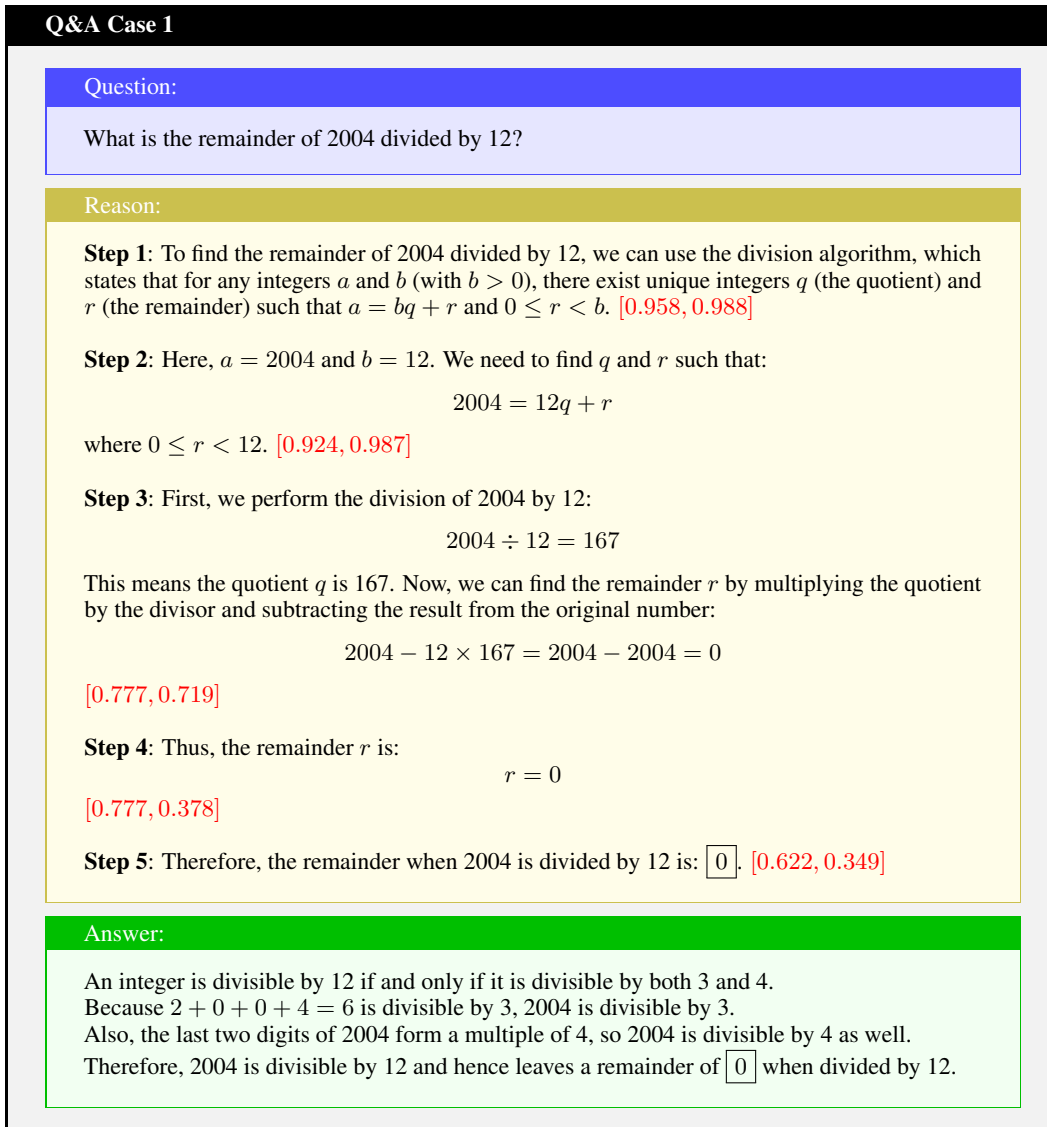 Q&A Case 1
Question:
What is the remainder of 2004 divided by 12?
Reason:
Step 1: To find the remainder of 2004 divided by 12, we can use the division algorithm, which
states that for any integers a and b (with b > 0), there exist unique integers q (the quotient) and
r (the remainder) such that a = bq + r and 0 ≤ r < b. [0.958, 0.988]
Step 2: Here, a = 2004 and b = 12. We need to find q and r such that:
2004 = 12q + r
where 0 ≤ r < 12. [0.924, 0.987]
Step 3: First, we perform the division of 2004 by 12:
2004 ÷ 12 = 167
This means the quotient q is 167. Now, we can find the remainder r by multiplying the quotient
by the divisor and subtracting the result from the original number:
2004 − 12 × 167 = 2004 − 2004 = 0
[0.777, 0.719]
Step 4: Thus, the remainder r is:
r = 0
[0.777, 0.378]
Step 5: Therefore, the remainder when 2004 is divided by 12 is: 0. [0.622, 0.349]
Answer:
An integer is divisible by 12 if and only if it is divisible by both 3 and 4.
Because 2 + 0 + 0 + 4 = 6 is divisible by 3, 2004 is divisible by 3.
Also, the last two digits of 2004 form a multiple of 4, so 2004 is divisible by 4 as well.
Therefore, 2004 is divisible by 12 and hence leaves a remainder of 0 when divided by 12.